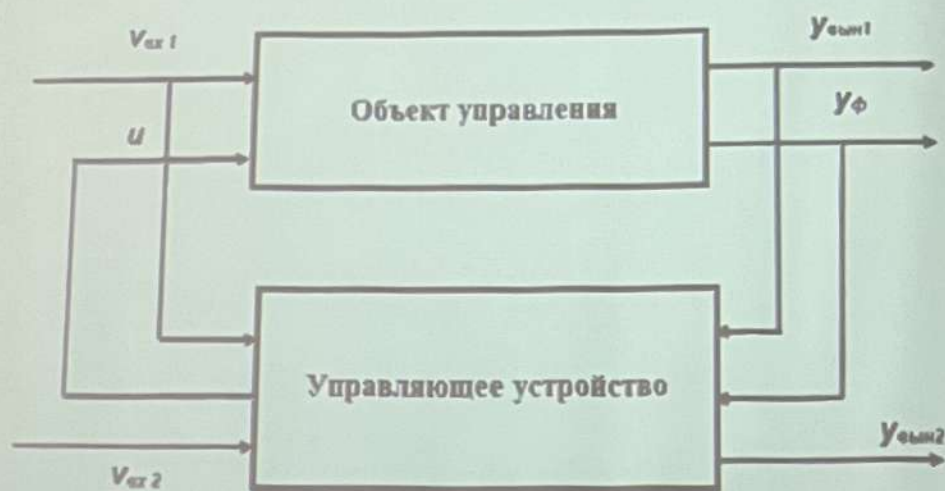 Vвх 1
yвых1
Объект управления
u
yф
Управляющее устройство
yвых2
Vвх 2